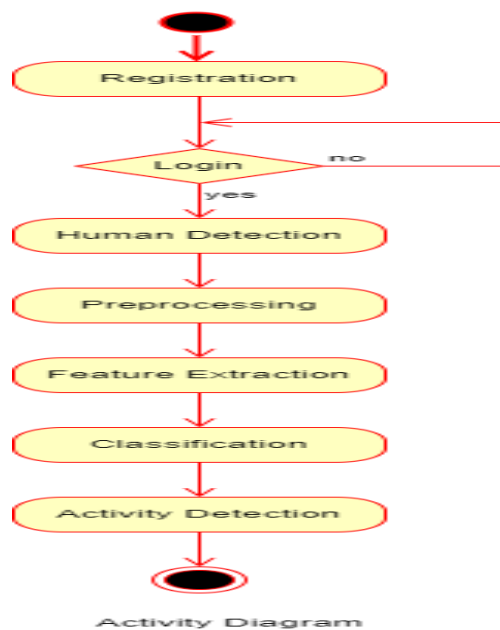 Registration
Login
no
yes
Human Detection
Preprocessing
Feature Extraction
Classification
Activity Detection
Activity Diagram